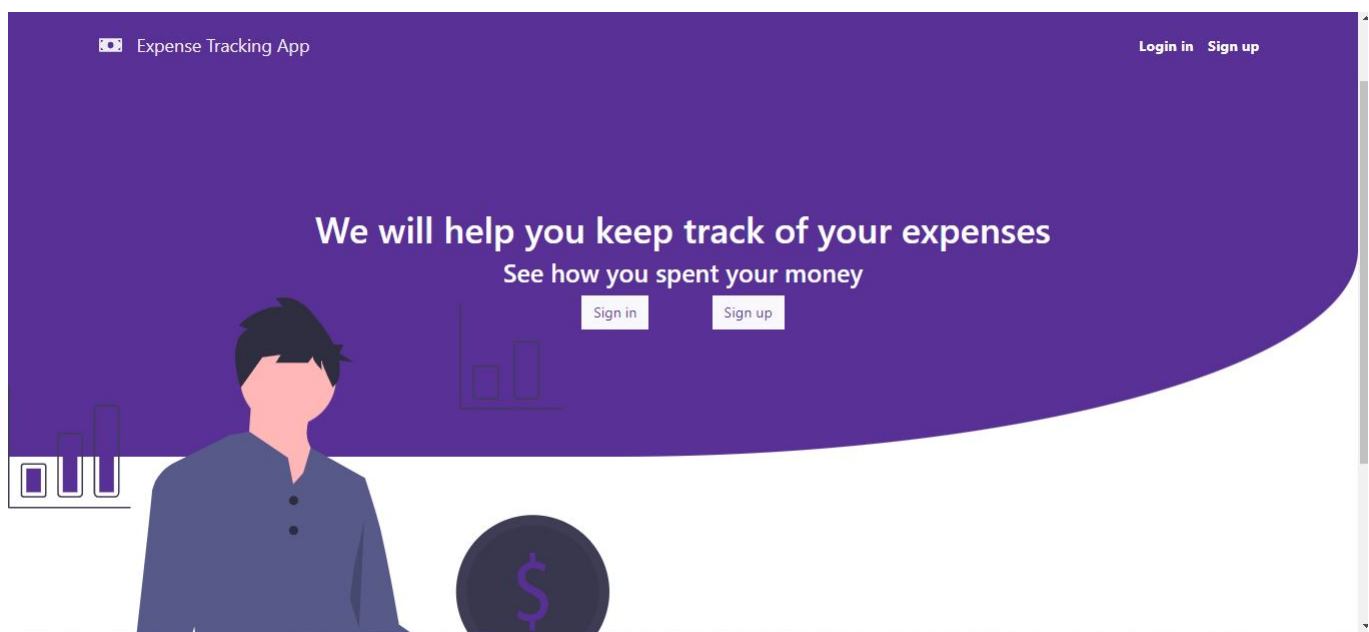 Expense Tracking App
Login in Sign up
We will help you keep track of your expenses
See how you spent your money
Sign in
Sign up
$